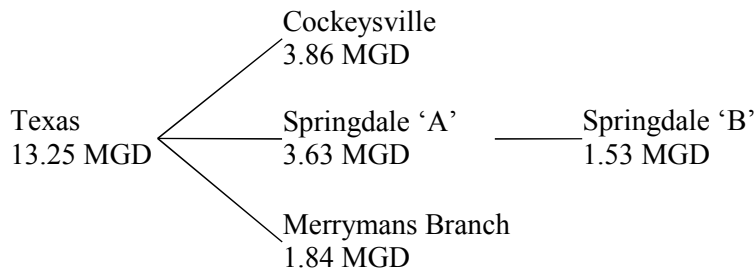 Cockeysville
3.86 MGD
Texas
13.25 MGD
Springdale ‘A’
3.63 MGD
Springdale ‘B’
1.53 MGD
Merrymans Branch
1.84 MGD